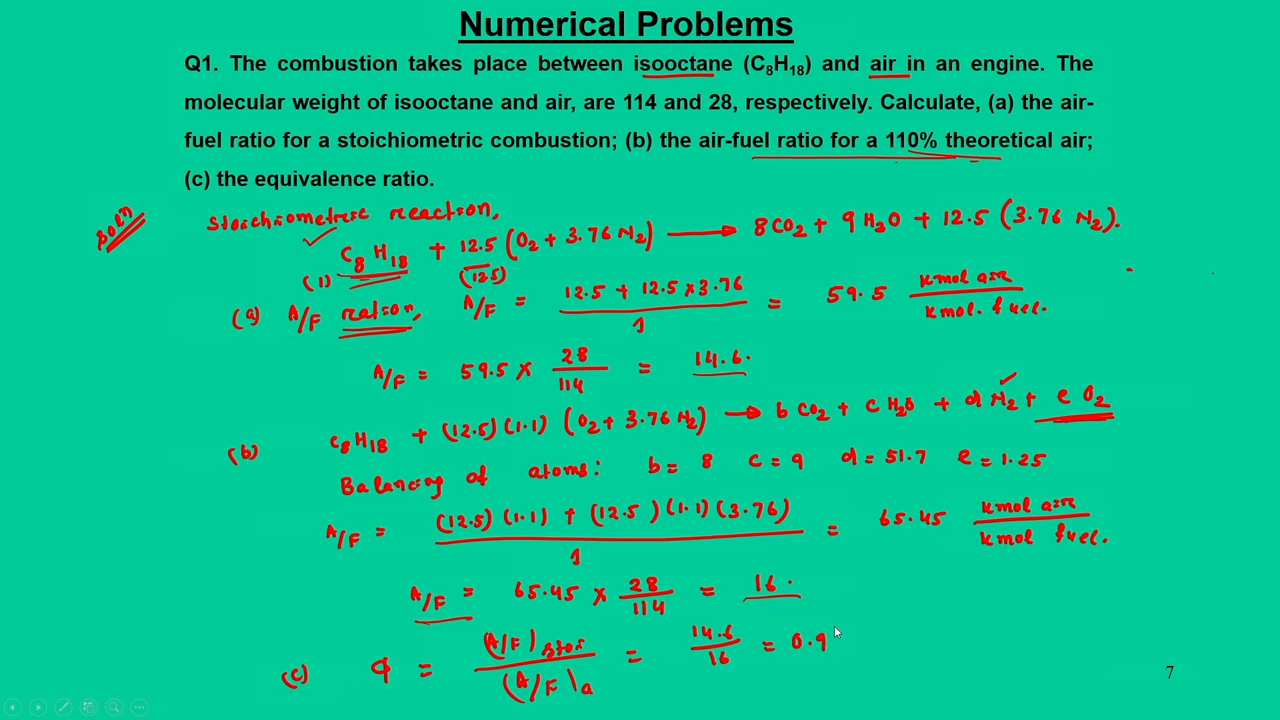 Numerical Problems
Q1. The combustion takes place between isooctane (C₈H₁₈) and air in an engine. The
molecular weight of isooctane and air, are 114 and 28, respectively. Calculate, (a) the air-
fuel ratio for a stoichiometric combustion; (b) the air-fuel ratio for a 110% theoretical air;
(c) the equivalence ratio.
Soln Stoichiometric reaction,
C₈H₁₈ + 12.5 (O₂ + 3.76 N₂) → 8CO₂ + 9 H₂O + 12.5 (3.76 N₂).
(1) (12.5)
(a) A/F ration, A/F = (12.5 + 12.5 × 3.76)/1 = 59.5 kmol air/kmol. fuel.
A/F = 59.5 × 28/114 = 14.6.
(b) C₈H₁₈ + (12.5)(1.1) (O₂ + 3.76 N₂) → b CO₂ + c H₂O + d N₂ + e O₂
Balancing of atoms: b = 8 c = 9 d = 51.7 e = 1.25
A/F = ((12.5)(1.1) + (12.5)(1.1)(3.76))/1 = 65.45 kmol air/kmol fuel.
A/F = 65.45 × 28/114 = 16.
(c) φ = (A/F)stoi/(A/F)a = 14.6/16 = 0.9
7